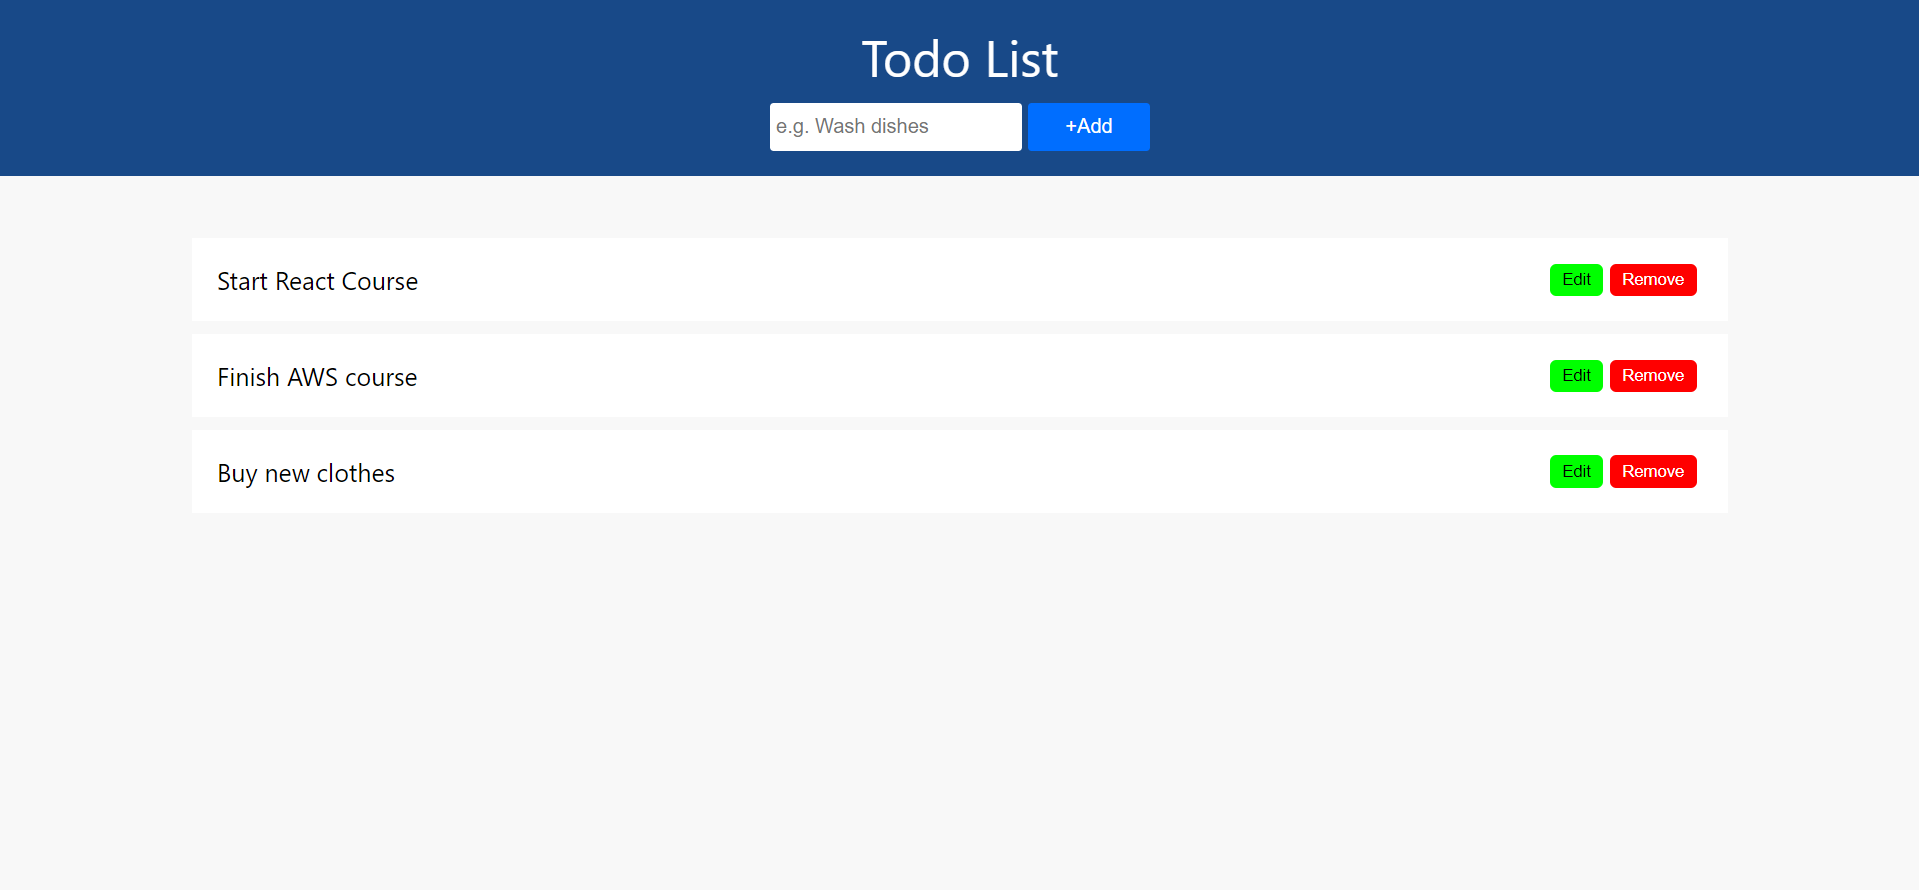 Todo List
e.g. Wash dishes +Add
Start React Course Edit Remove
Finish AWS course Edit Remove
Buy new clothes Edit Remove